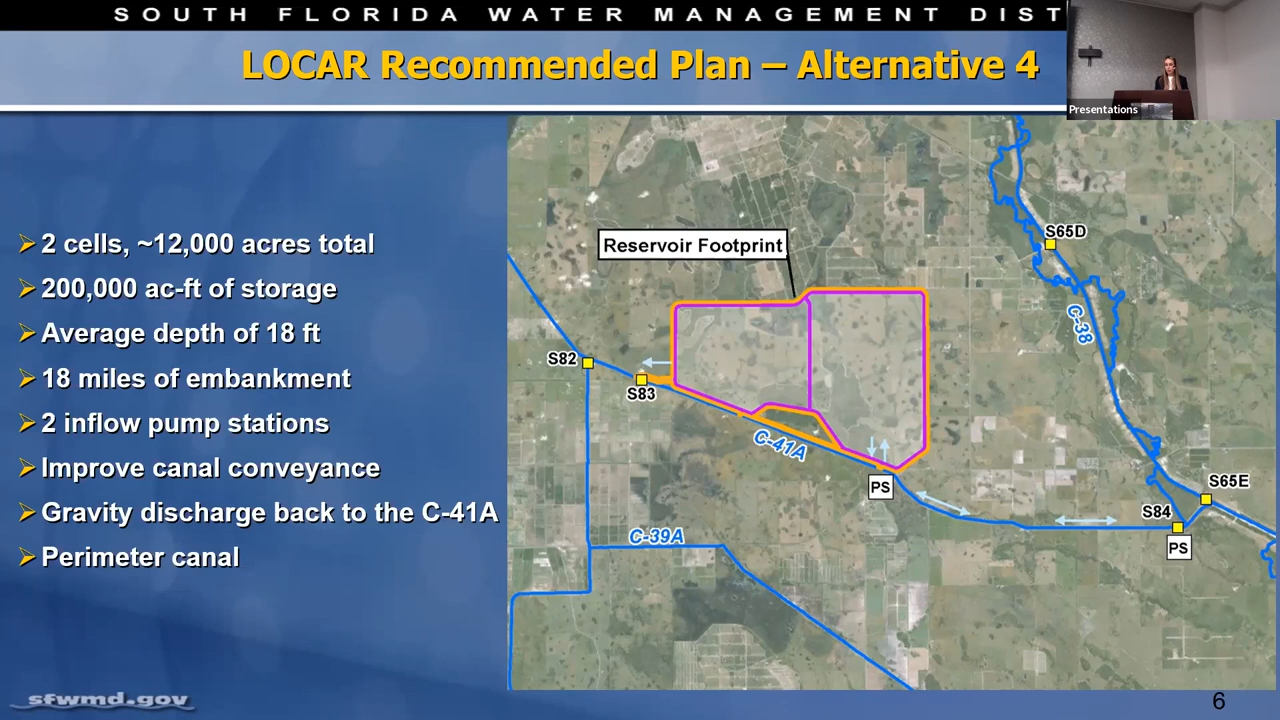 SOUTH FLORIDA WATER MANAGEMENT DIST
LOCAR Recommended Plan – Alternative 4
Presentations
2 cells, ~12,000 acres total
200,000 ac-ft of storage
Average depth of 18 ft
18 miles of embankment
2 inflow pump stations
Improve canal conveyance
Gravity discharge back to the C-41A
Perimeter canal
Reservoir Footprint
S65D
C-38
S82
S83
C-41A
PS
S65E
S84
PS
C-39A
sfwmd.gov
6